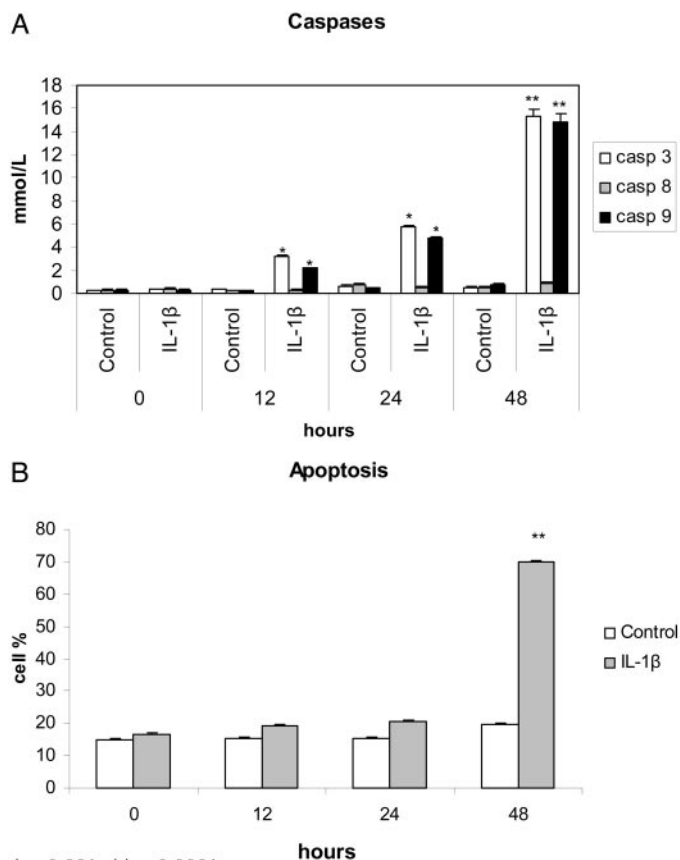 A
Caspases
18
16
14
12
10
8
6
4
2
0
mmol/L
** **
* *
* *
casp 3
casp 8
casp 9
Control IL-1β Control IL-1β Control IL-1β Control IL-1β
0 12 24 48
hours
B
Apoptosis
80
70
60
50
40
30
20
10
0
cell %
**
Control
IL-1β
0 12 24 48
hours